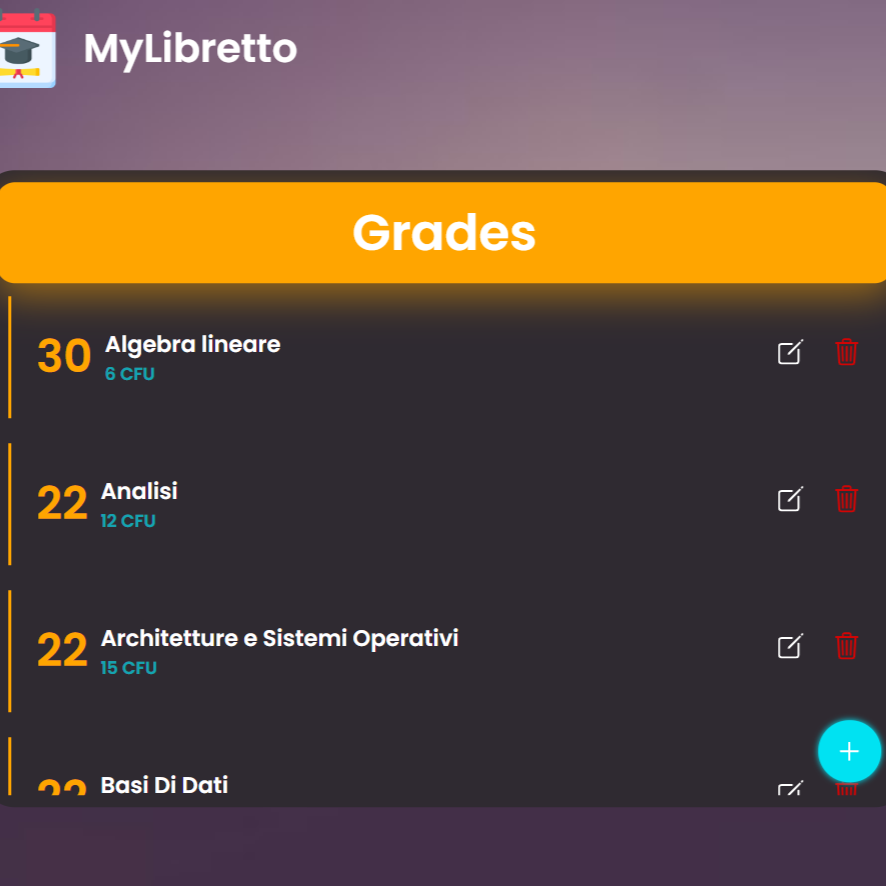 MyLibretto
Grades
30 Algebra lineare
6 CFU
22 Analisi
12 CFU
22 Architetture e Sistemi Operativi
15 CFU
Basi Di Dati